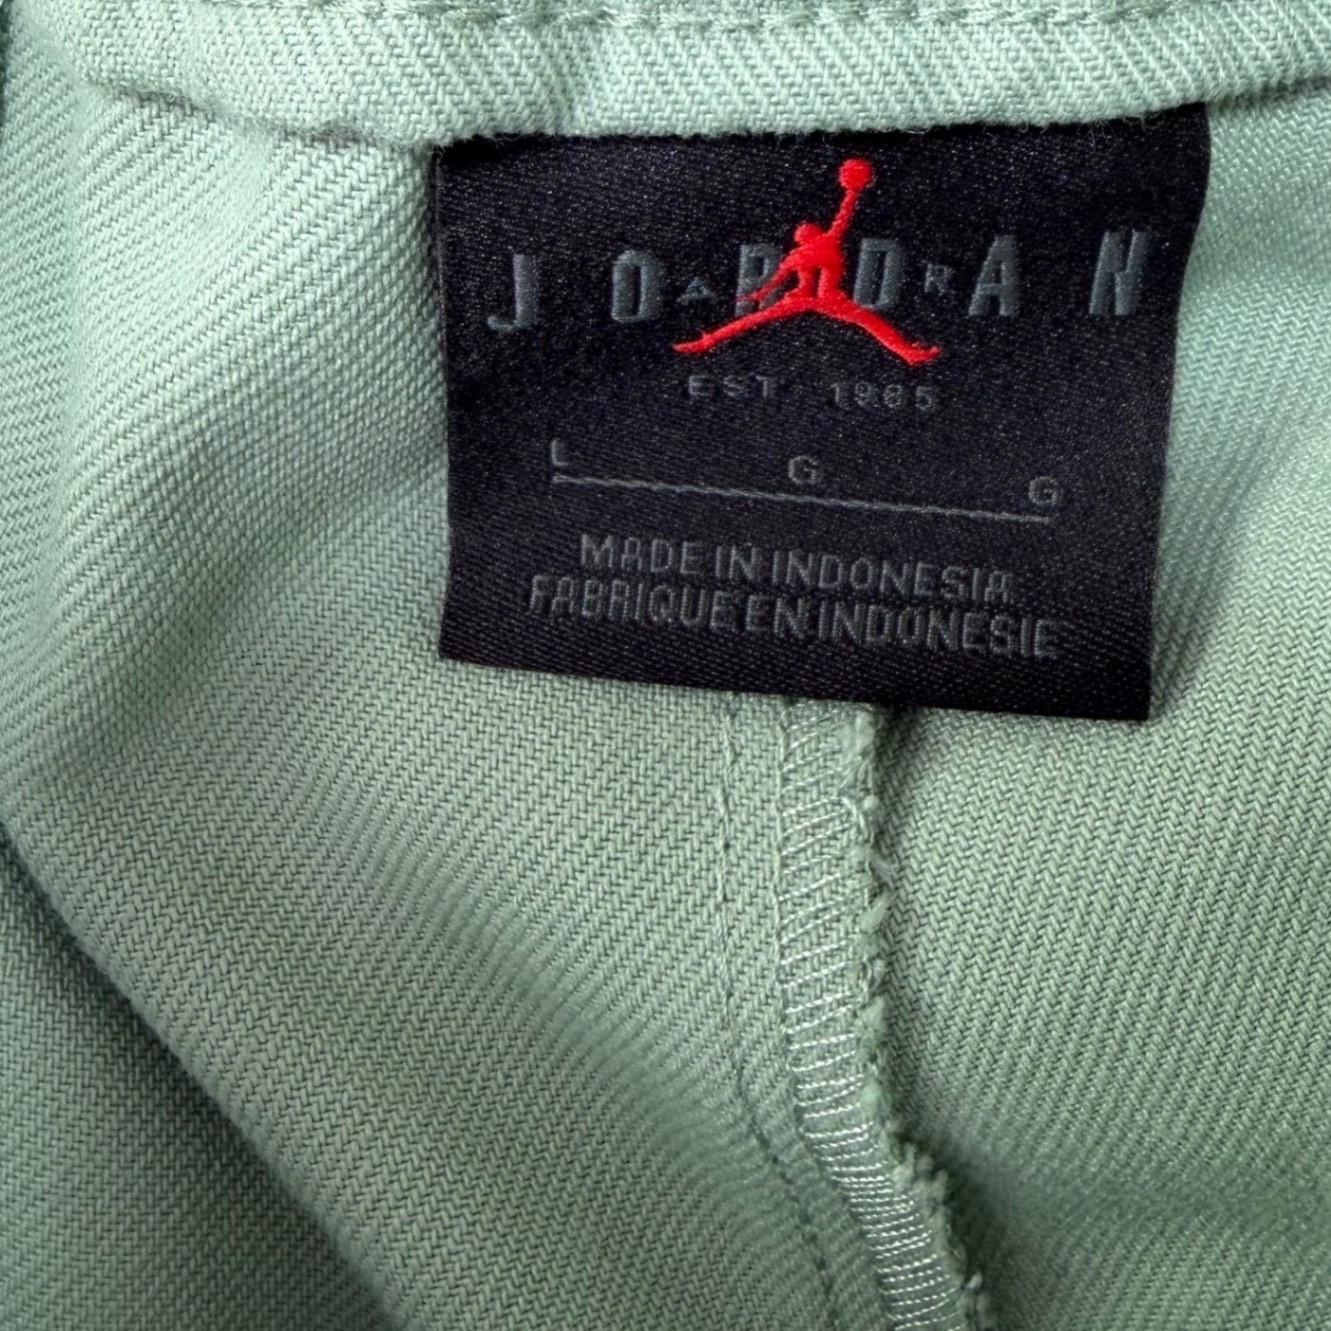 JORDAN
EST. 1985
L G G
MADE IN INDONESIA
FABRIQUE EN INDONESIE